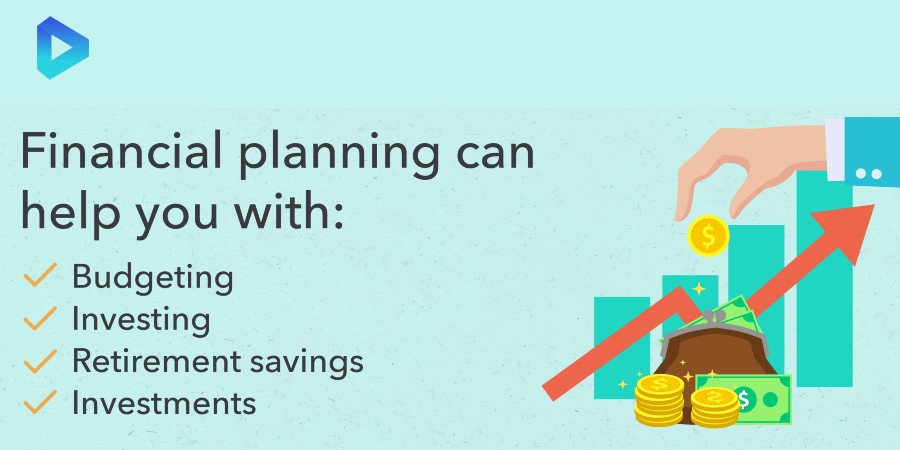 Financial planning can
help you with:
Budgeting
Investing
Retirement savings
Investments
$
$